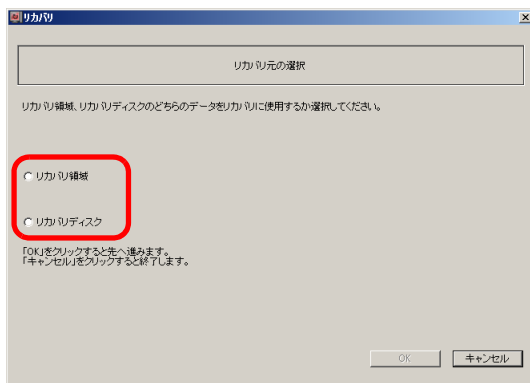 リカバリ
リカバリ元の選択
リカバリ領域、リカバリディスクのどちらのデータをリカバリに使用するか選択してください。
リカバリ領域
リカバリディスク
「OK」をクリックすると先へ進みます。
「キャンセル」をクリックすると終了します。
OK
キャンセル